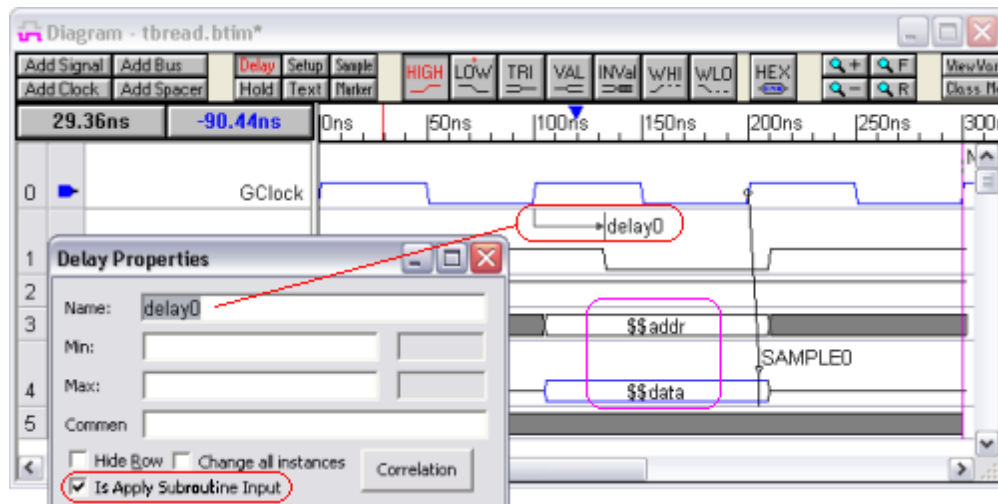 Diagram - tbread.btim*
Add Signal Add Bus Delay Setup Sample HIGH LOW TRI VAL INVal WHI WLO HEX + F
Add Clock Add Spacer Hold Text Marker - R
29.36ns -90.44ns 0ns 50ns 100ns 150ns 200ns 250ns 300
0 GClock
delay0
1 Delay Properties
2 Name: delay0
3 Min: $$addr
SAMPLE0
4 Max: $$data
5 Commen
Hide Row Change all instances Correlation
Is Apply Subroutine Input